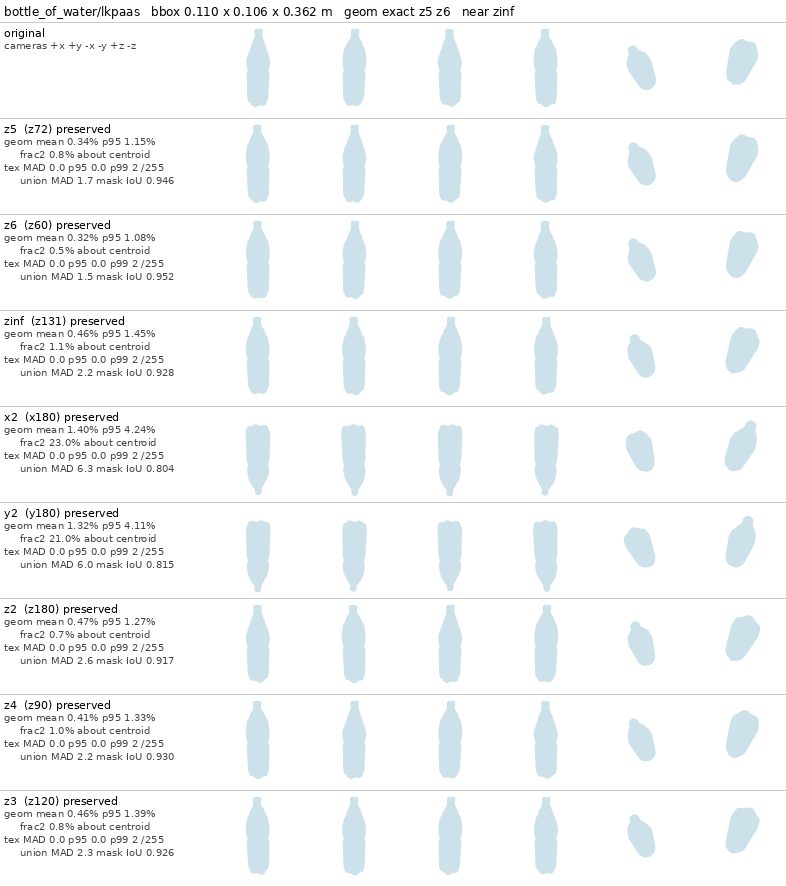 bottle_of_water/lkpaas bbox 0.110 x 0.106 x 0.362 m geom exact z5 z6 near zinf
original
cameras +x +y -x -y +z -z
z5 (z72) preserved
geom mean 0.34% p95 1.15%
frac2 0.8% about centroid
tex MAD 0.0 p95 0.0 p99 2 /255
union MAD 1.7 mask IoU 0.946
z6 (z60) preserved
geom mean 0.32% p95 1.08%
frac2 0.5% about centroid
tex MAD 0.0 p95 0.0 p99 2 /255
union MAD 1.5 mask IoU 0.952
zinf (z131) preserved
geom mean 0.46% p95 1.45%
frac2 1.1% about centroid
tex MAD 0.0 p95 0.0 p99 2 /255
union MAD 2.2 mask IoU 0.928
x2 (x180) preserved
geom mean 1.40% p95 4.24%
frac2 23.0% about centroid
tex MAD 0.0 p95 0.0 p99 2 /255
union MAD 6.3 mask IoU 0.804
y2 (y180) preserved
geom mean 1.32% p95 4.11%
frac2 21.0% about centroid
tex MAD 0.0 p95 0.0 p99 2 /255
union MAD 6.0 mask IoU 0.815
z2 (z180) preserved
geom mean 0.47% p95 1.27%
frac2 0.7% about centroid
tex MAD 0.0 p95 0.0 p99 2 /255
union MAD 2.6 mask IoU 0.917
z4 (z90) preserved
geom mean 0.41% p95 1.33%
frac2 1.0% about centroid
tex MAD 0.0 p95 0.0 p99 2 /255
union MAD 2.2 mask IoU 0.930
z3 (z120) preserved
geom mean 0.46% p95 1.39%
frac2 0.8% about centroid
tex MAD 0.0 p95 0.0 p99 2 /255
union MAD 2.3 mask IoU 0.926